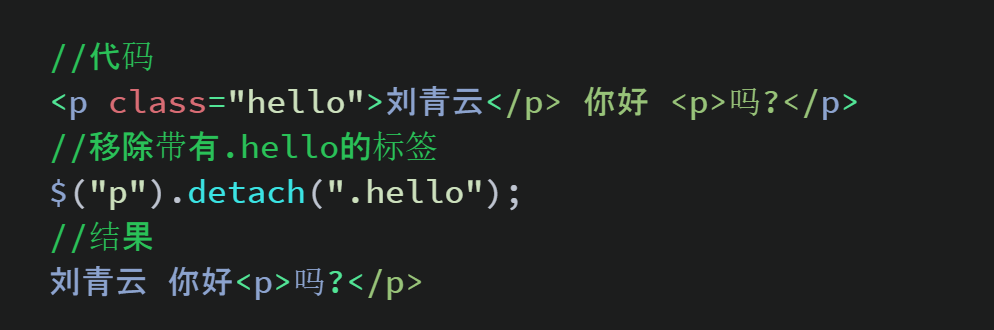 //代码
<p class="hello">刘青云</p> 你好 <p>吗?</p>
//移除带有.hello的标签
$("p").detach(".hello");
//结果
刘青云 你好<p>吗?</p>